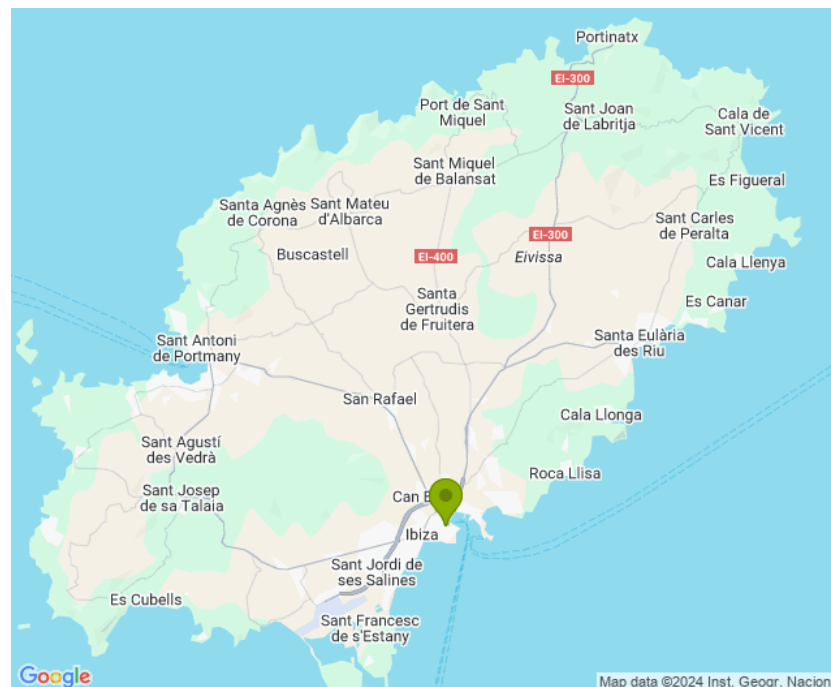 Portinatx
EI-300
Port de Sant
Miquel
Sant Joan
de Labritja
Cala de
Sant Vicent
Sant Miquel
de Balansat
Es Figueral
Santa Agnès
de Corona
Sant Mateu
d'Albarca
Sant Carles
de Peralta
EI-300
Buscastell
EI-400
Eivissa
Cala Llenya
Santa
Gertrudis
de Fruitera
Es Canar
Sant Antoni
de Portmany
Santa Eulària
des Riu
San Rafael
Cala Llonga
Sant Agustí
des Vedrà
Roca Llisa
Sant Josep
de sa Talaia
Can B
Ibiza
Sant Jordi de
ses Salines
Es Cubells
Sant Francesc
de s'Estany
Google
Map data ©2024 Inst. Geogr. Nacion